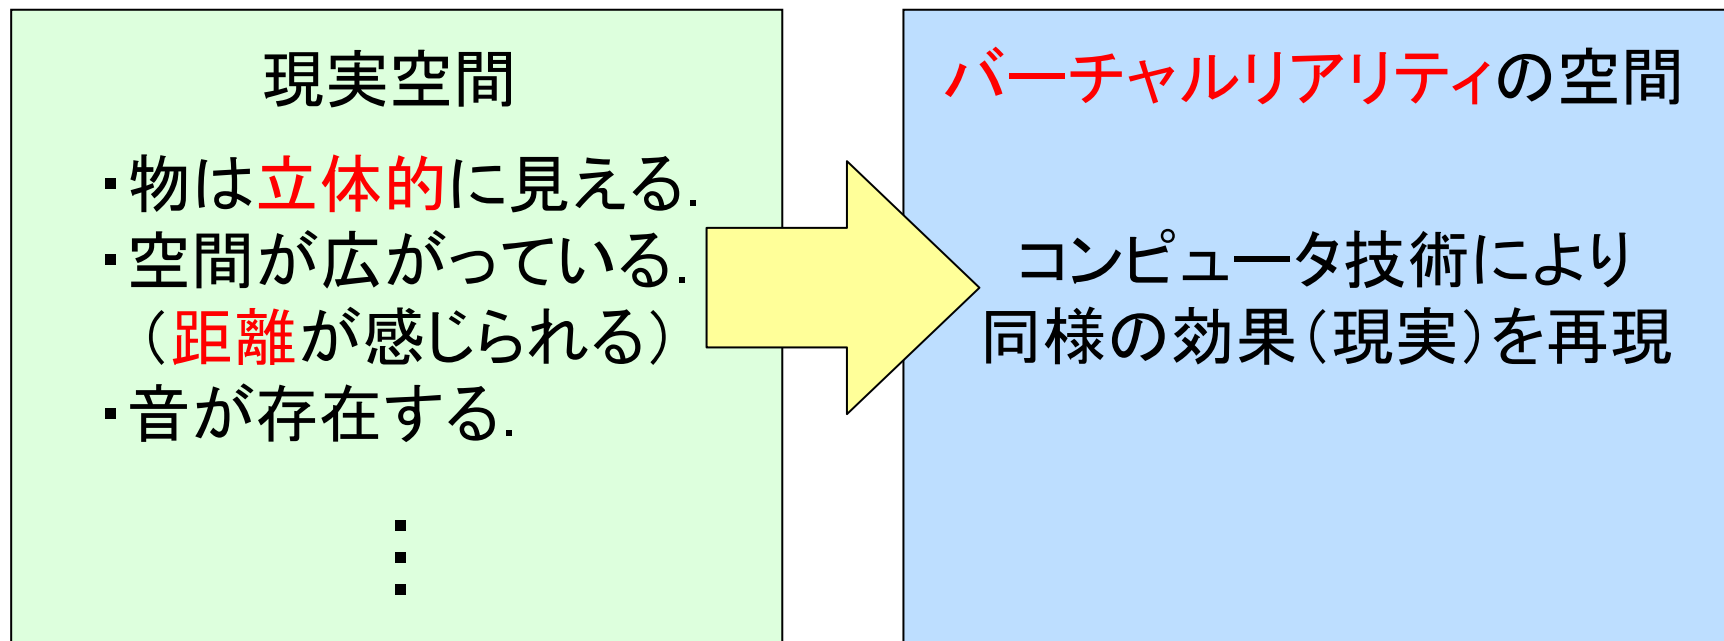 現実空間
・物は立体的に見える.
・空間が広がっている.
（距離が感じられる）
・音が存在する.
バーチャルリアリティの空間
コンピュータ技術により
同様の効果（現実）を再現